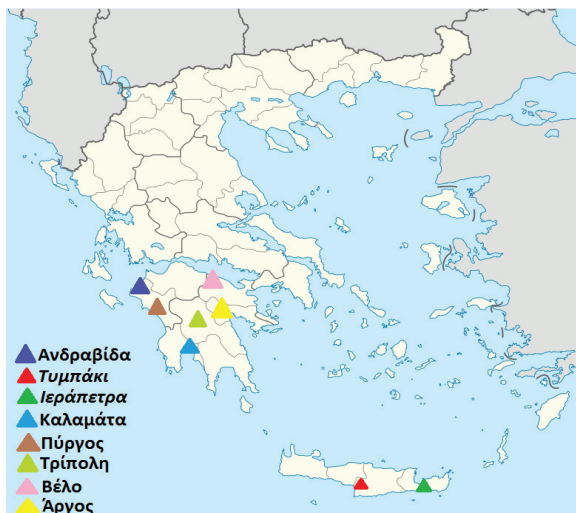 Ανδραβίδα
Τυμπάκι
Ιεράπετρα
Καλαμάτα
Πύργος
Τρίπολη
Βέλο
Άργος